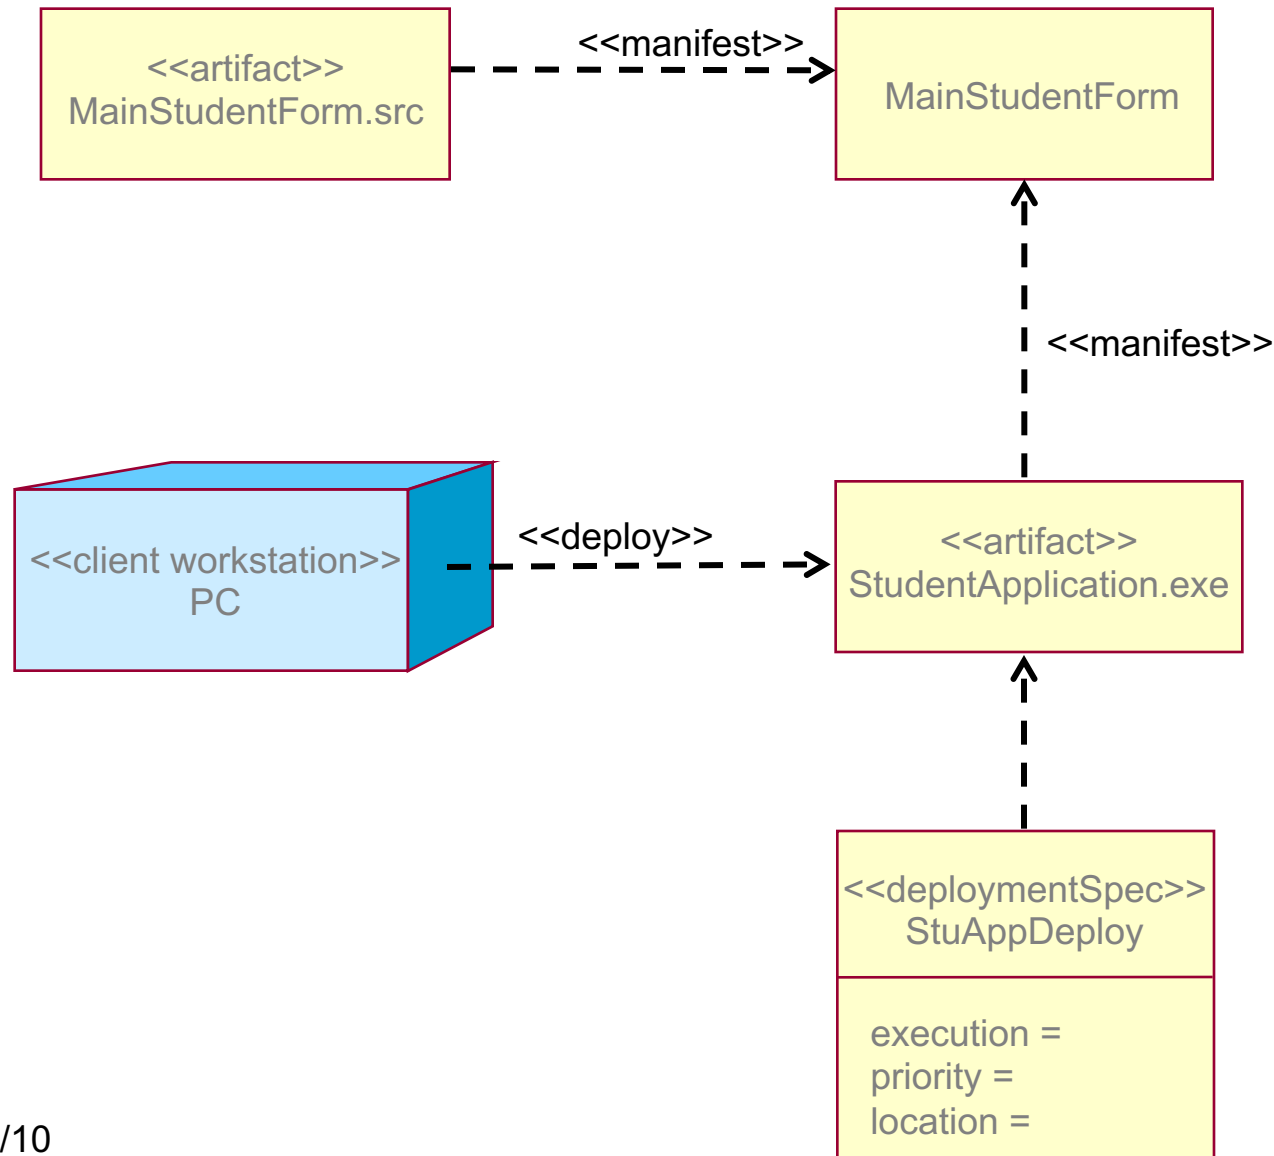 <<artifact>>
MainStudentForm.src
<<manifest>>
MainStudentForm
<<manifest>>
<<client workstation>>
PC
<<deploy>>
<<artifact>>
StudentApplication.exe
<<deploymentSpec>>
StuAppDeploy
execution =
priority =
location =
/10